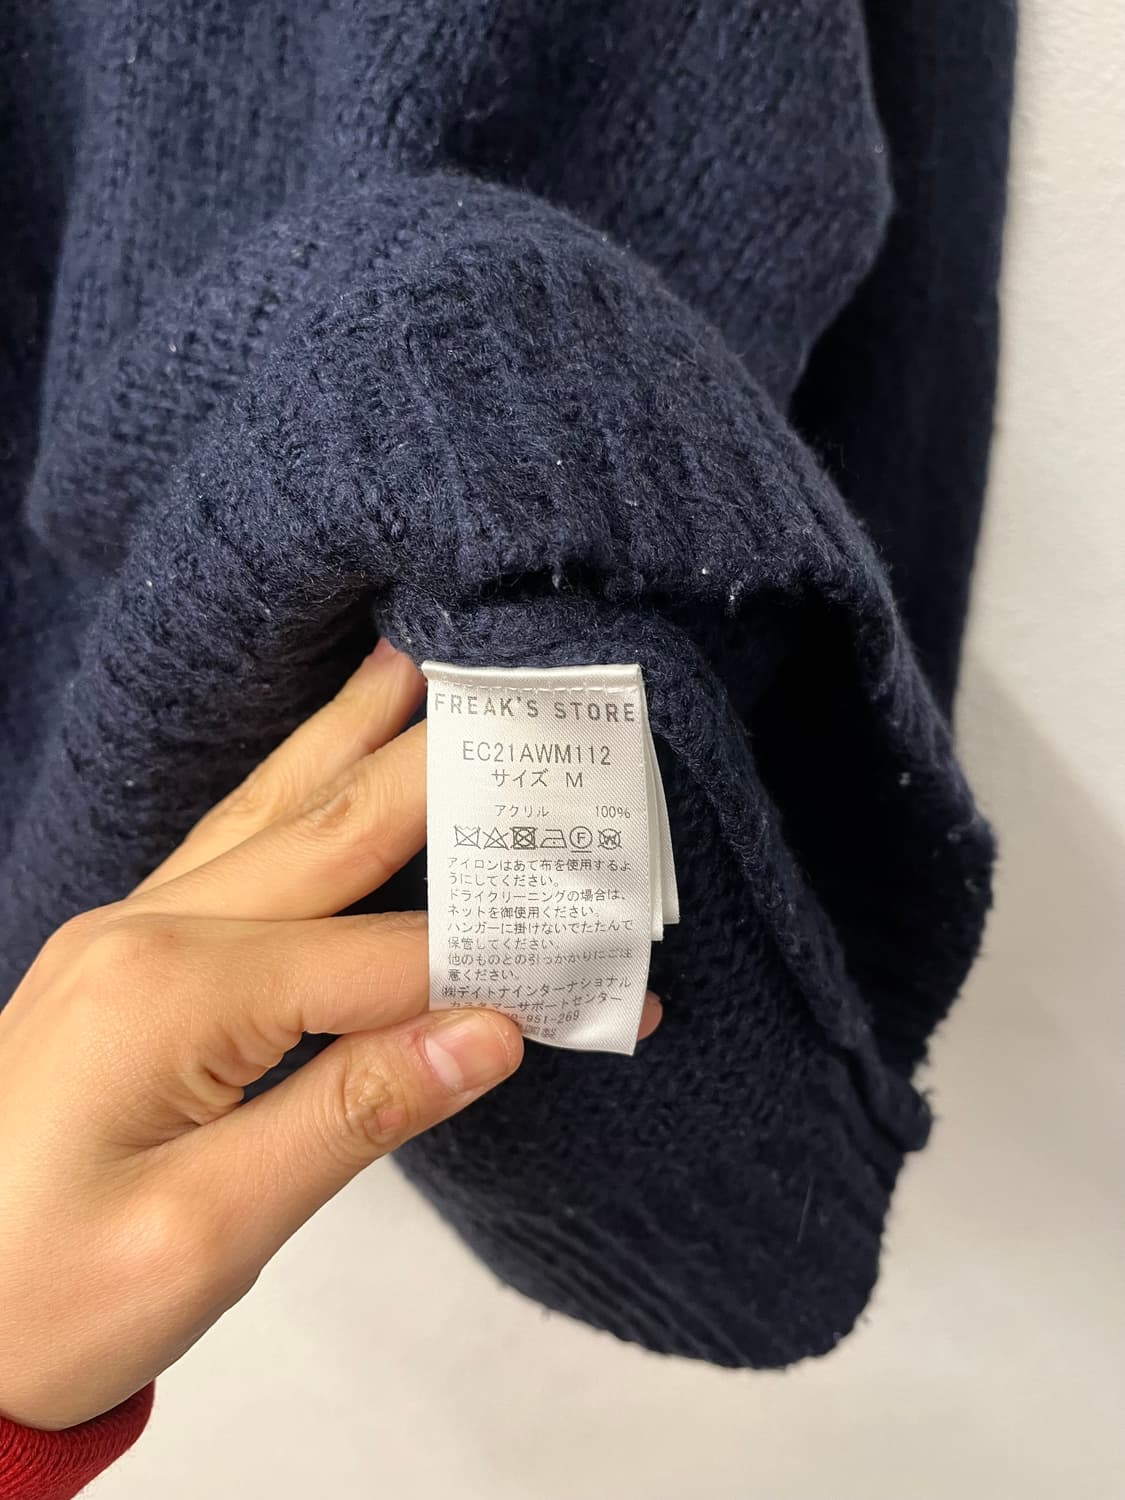 FREAK'S STORE
EC21AWM112
サイズ M
アクリル 100%
F W
アイロンはあて布を使用するよ
うにしてください。
ドライクリーニングの場合は、
ネットを御使用ください。
ハンガーに掛けないでたたんで
保管してください。
他のものとの引っかかりにご注
意ください。
㈱デイトナインターナショナル
カスタマーサポートセンター
-951-269